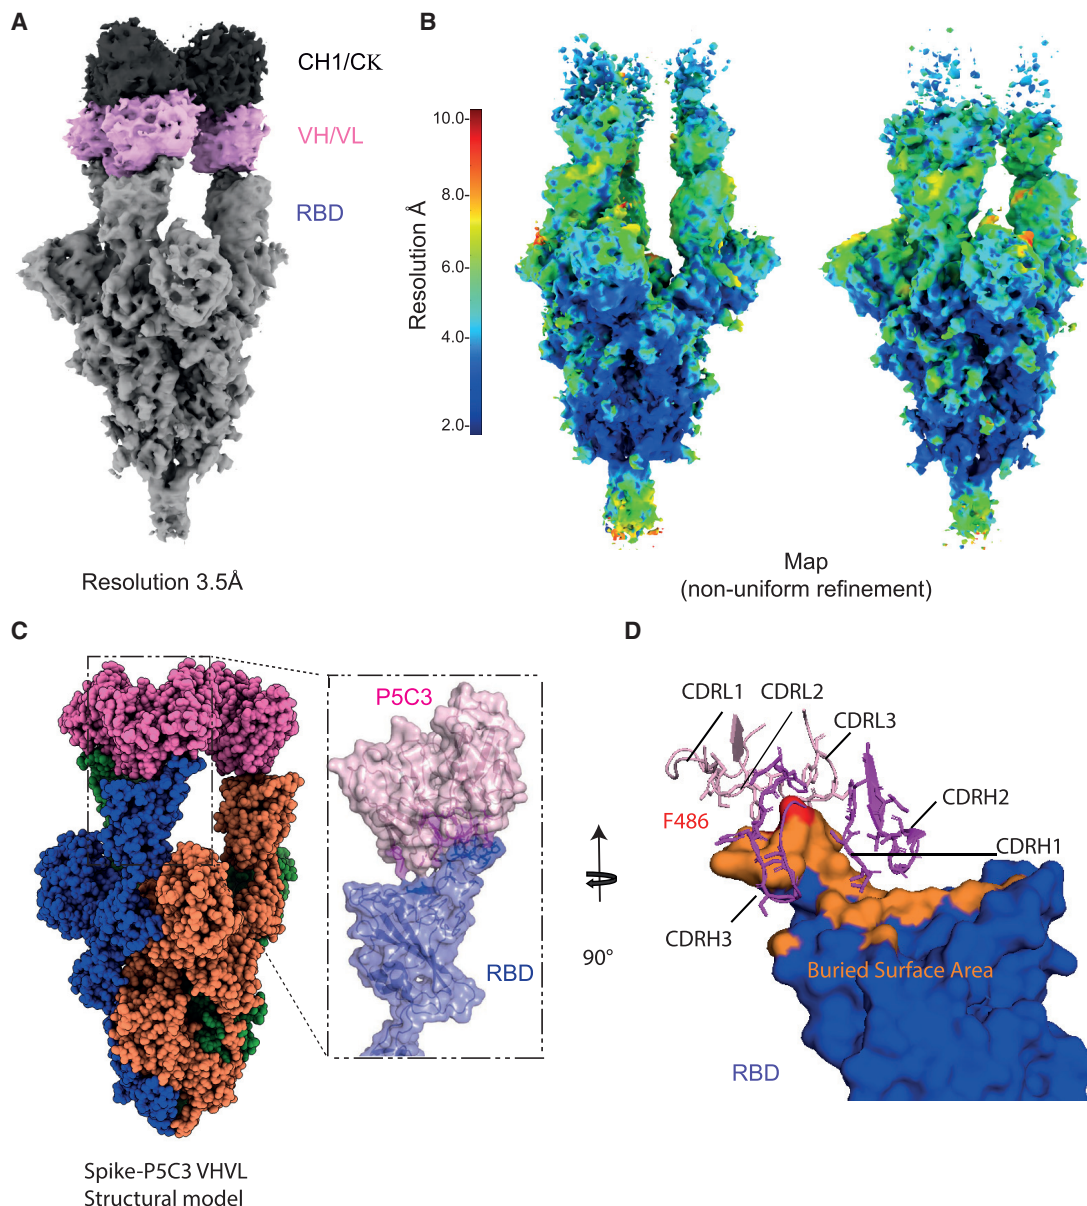 A
CH1/CK
VH/VL
RBD
Resolution 3.5Å
B
Resolution Å
10.0-
8.0-
6.0-
4.0-
2.0-
Map
(non-uniform refinement)
C
P5C3
RBD
Spike-P5C3 VHVL
Structural model
D
CDRL1
CDRL2
CDRL3
F486
CDRH2
CDRH1
CDRH3
90°
Buried Surface Area
RBD